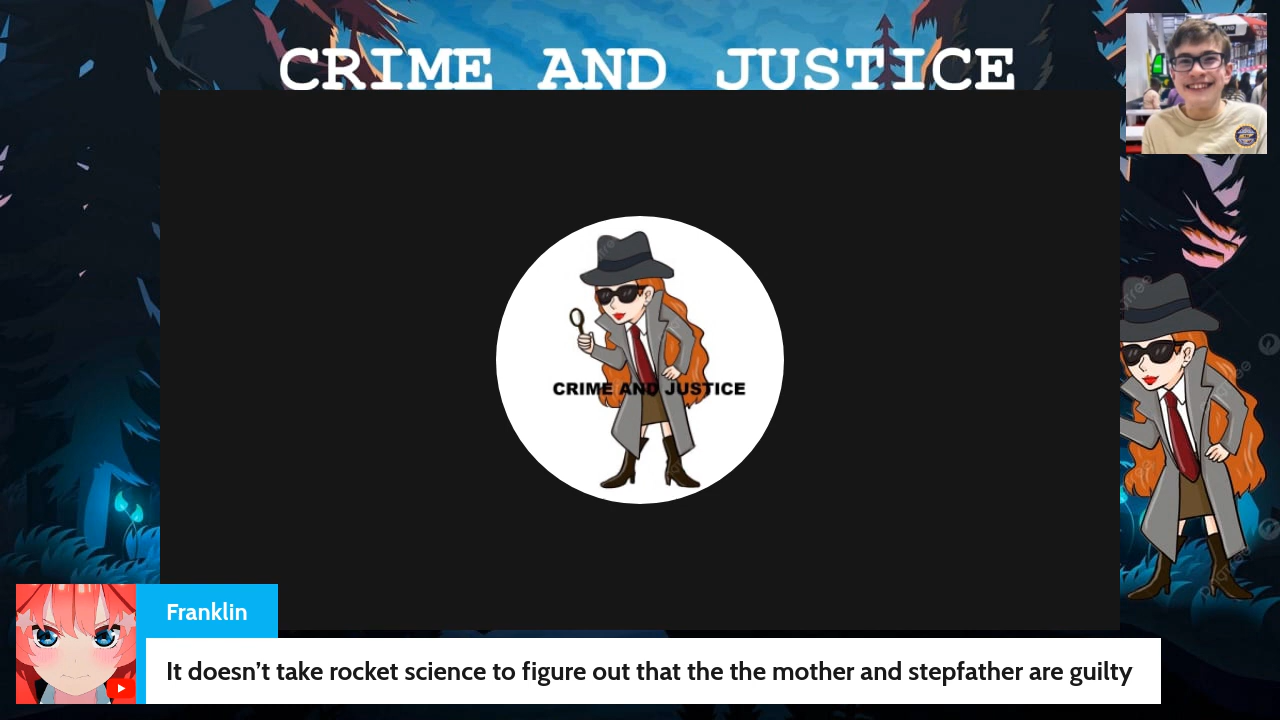 CRIME AND JUSTICE
CRIME AND JUSTICE
Franklin
It doesn't take rocket science to figure out that the the mother and stepfather are guilty